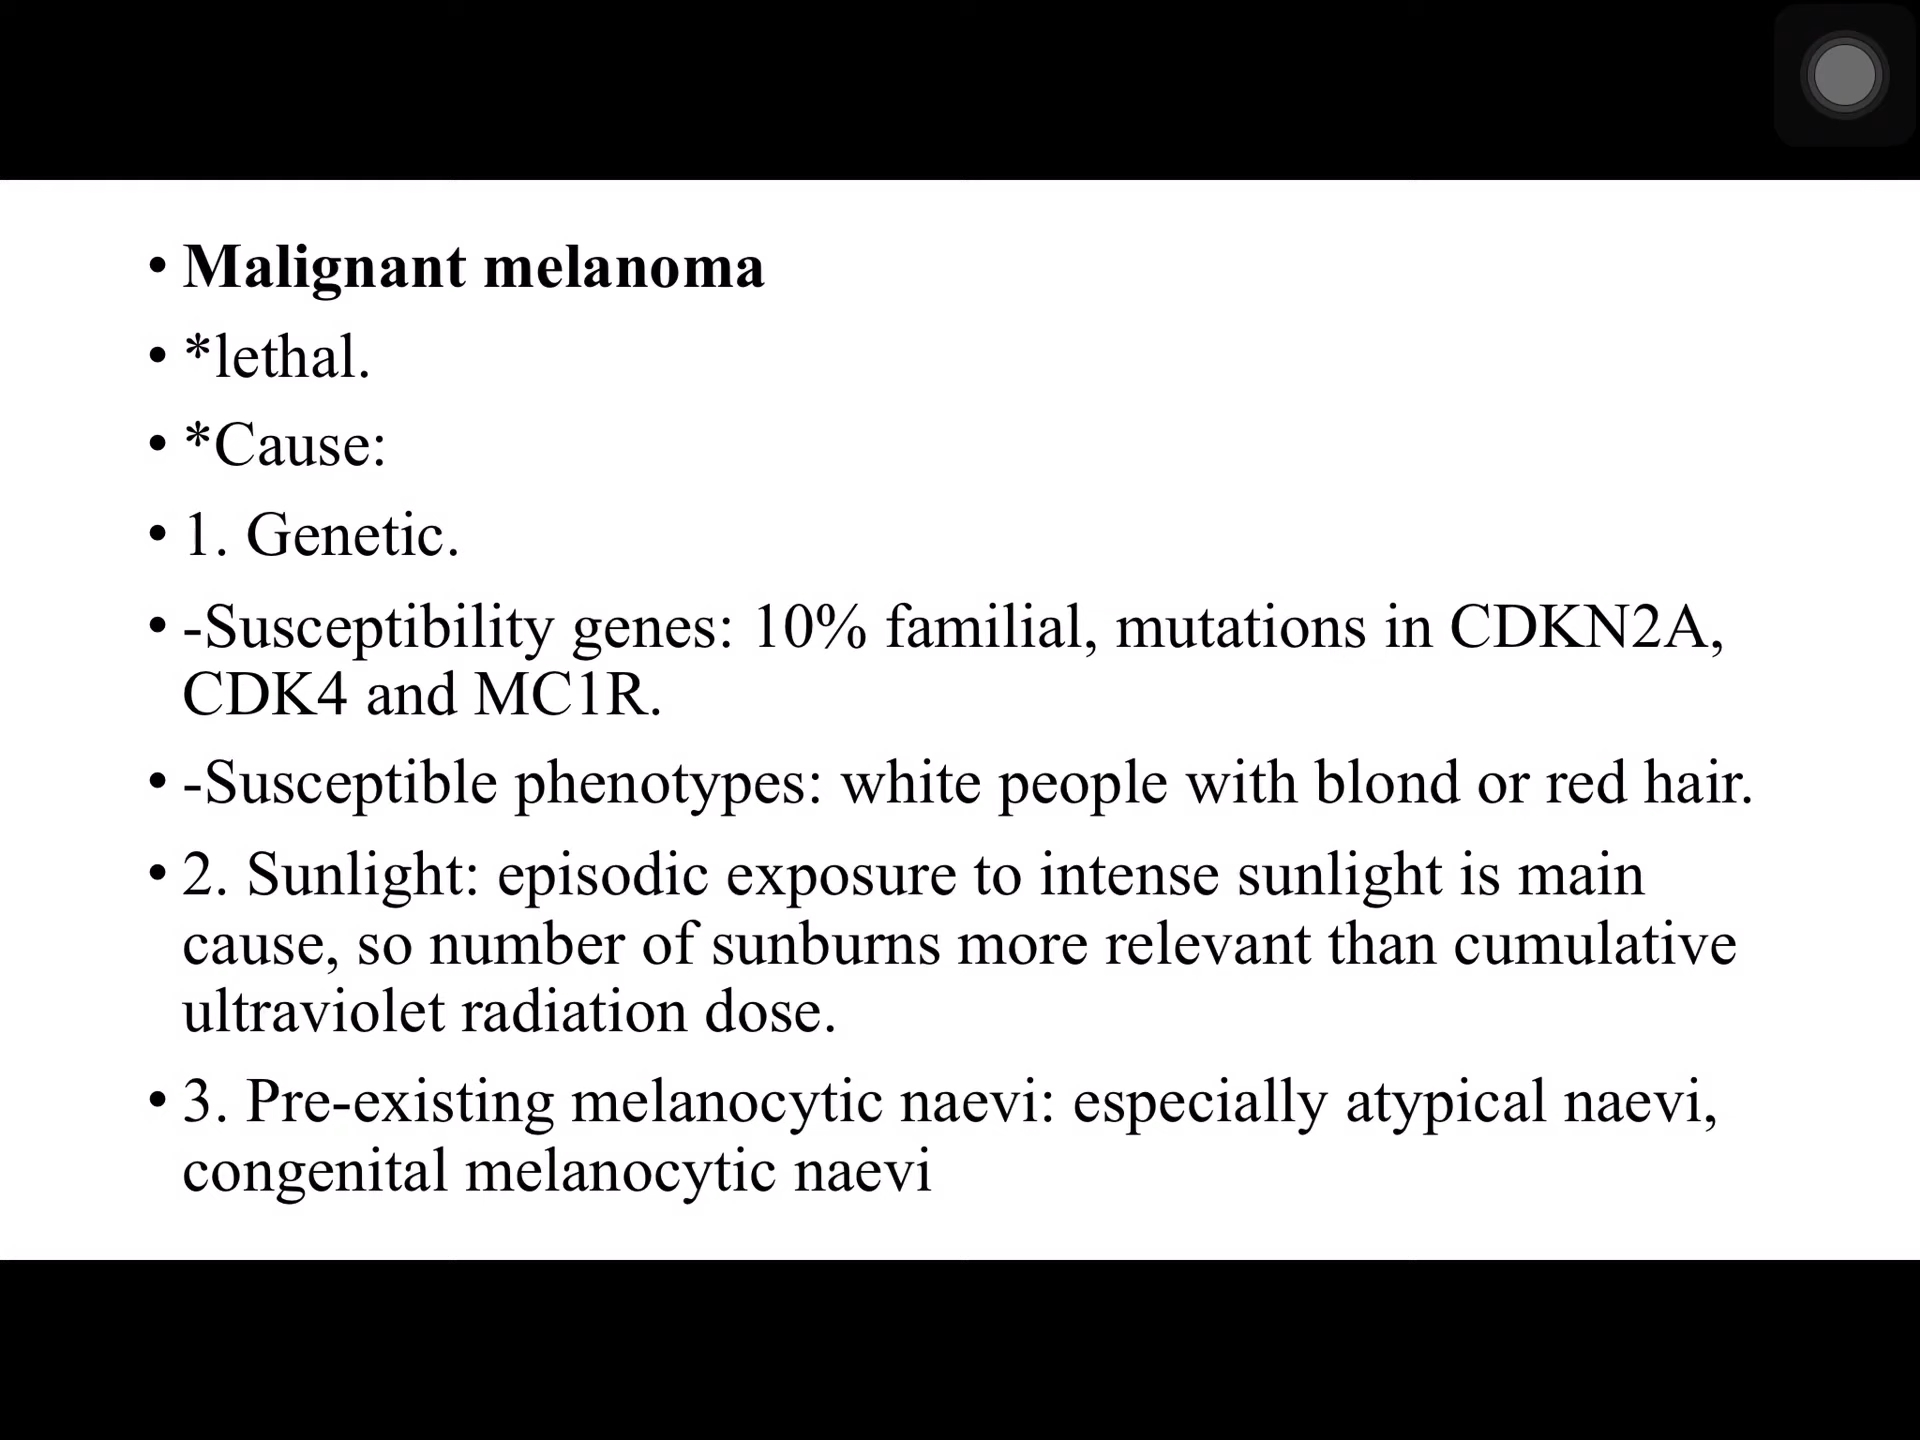 • Malignant melanoma
• *lethal.
• *Cause:
• 1. Genetic.
• -Susceptibility genes: 10% familial, mutations in CDKN2A,
CDK4 and MC1R.
• -Susceptible phenotypes: white people with blond or red hair.
• 2. Sunlight: episodic exposure to intense sunlight is main
cause, so number of sunburns more relevant than cumulative
ultraviolet radiation dose.
• 3. Pre-existing melanocytic naevi: especially atypical naevi,
congenital melanocytic naevi